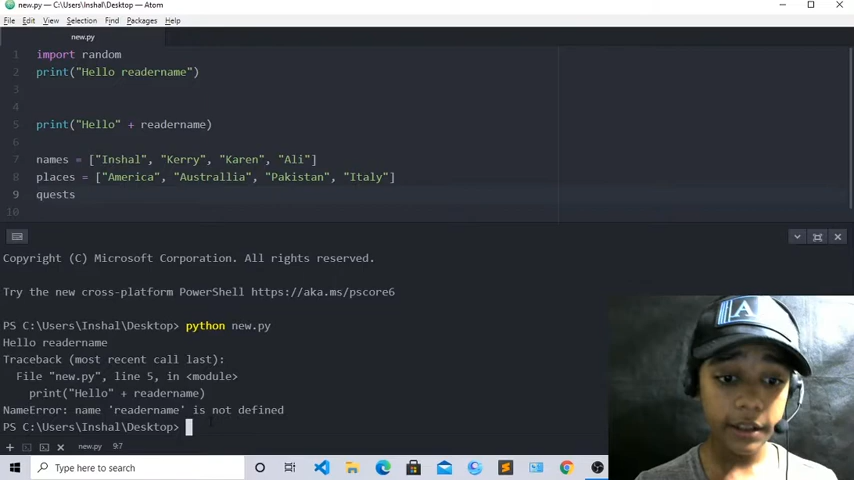 new.py — C:\Users\Inshal\Desktop — Atom
File Edit View Selection Find Packages Help
new.py
1 import random
2 print("Hello readername")
3
4
5 print("Hello" + readername)
6
7 names = ["Inshal", "Kerry", "Karen", "Ali"]
8 places = ["America", "Australlia", "Pakistan", "Italy"]
9 quests
10
Copyright (C) Microsoft Corporation. All rights reserved.
Try the new cross-platform PowerShell https://aka.ms/pscore6
PS C:\Users\Inshal\Desktop> python new.py
Hello readername
Traceback (most recent call last):
File "new.py", line 5, in <module>
print("Hello" + readername)
NameError: name 'readername' is not defined
PS C:\Users\Inshal\Desktop>
new.py 9:7
Type here to search
A